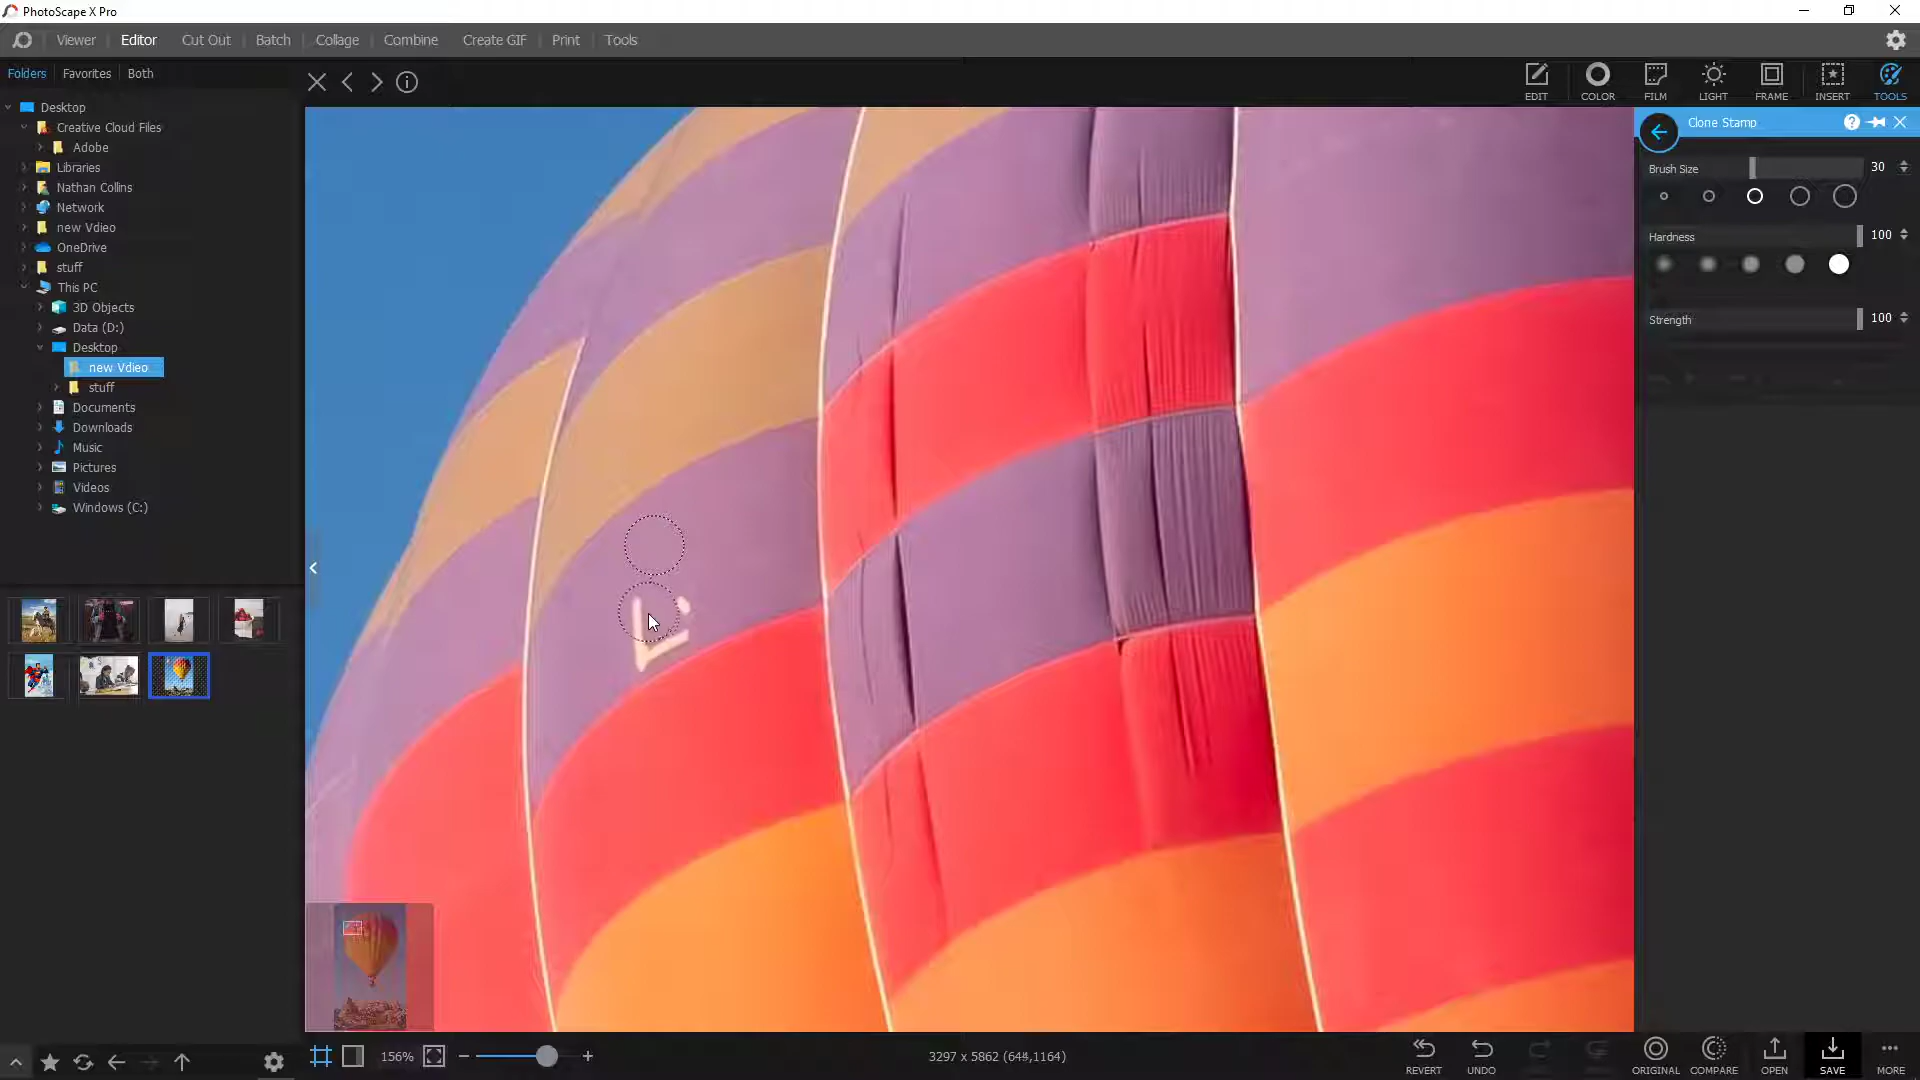 PhotoScape X Pro
Viewer Editor Cut Out Batch Collage Combine Create GIF Print Tools
Folders Favorites Both
EDIT COLOR FILM LIGHT FRAME INSERT TOOLS
Desktop
Creative Cloud Files
Adobe
Libraries
Nathan Collins
Network
new Vdieo
OneDrive
stuff
This PC
3D Objects
Data (D:)
Desktop
new Vdieo
stuff
Documents
Downloads
Music
Pictures
Videos
Windows (C:)
Clone Stamp
Brush Size 30
Hardness 100
Strength 100
156%
3297 x 5862 (644,1164)
REVERT UNDO ORIGINAL COMPARE OPEN SAVE MORE